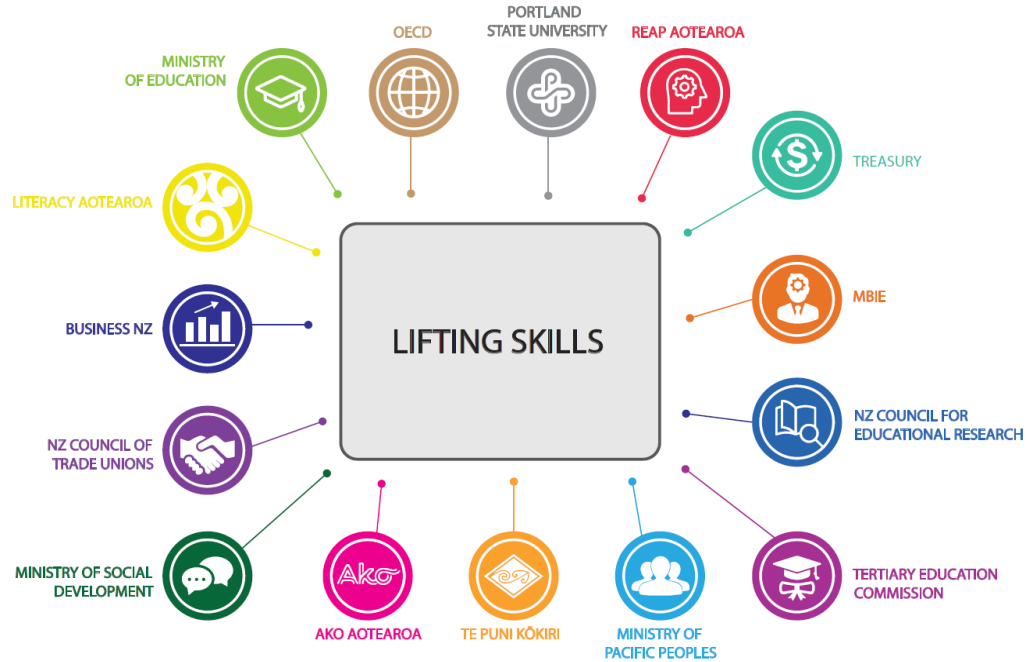 PORTLAND
STATE UNIVERSITY
OECD
REAP AOTEAROA
MINISTRY
OF EDUCATION
TREASURY
LITERACY AOTEAROA
MBIE
BUSINESS NZ
LIFTING SKILLS
NZ COUNCIL FOR
EDUCATIONAL RESEARCH
NZ COUNCIL OF
TRADE UNIONS
MINISTRY OF SOCIAL
DEVELOPMENT
Ako
TERTIARY EDUCATION
COMMISSION
AKO AOTEAROA
TE PUNI KŌKIRI
MINISTRY OF
PACIFIC PEOPLES